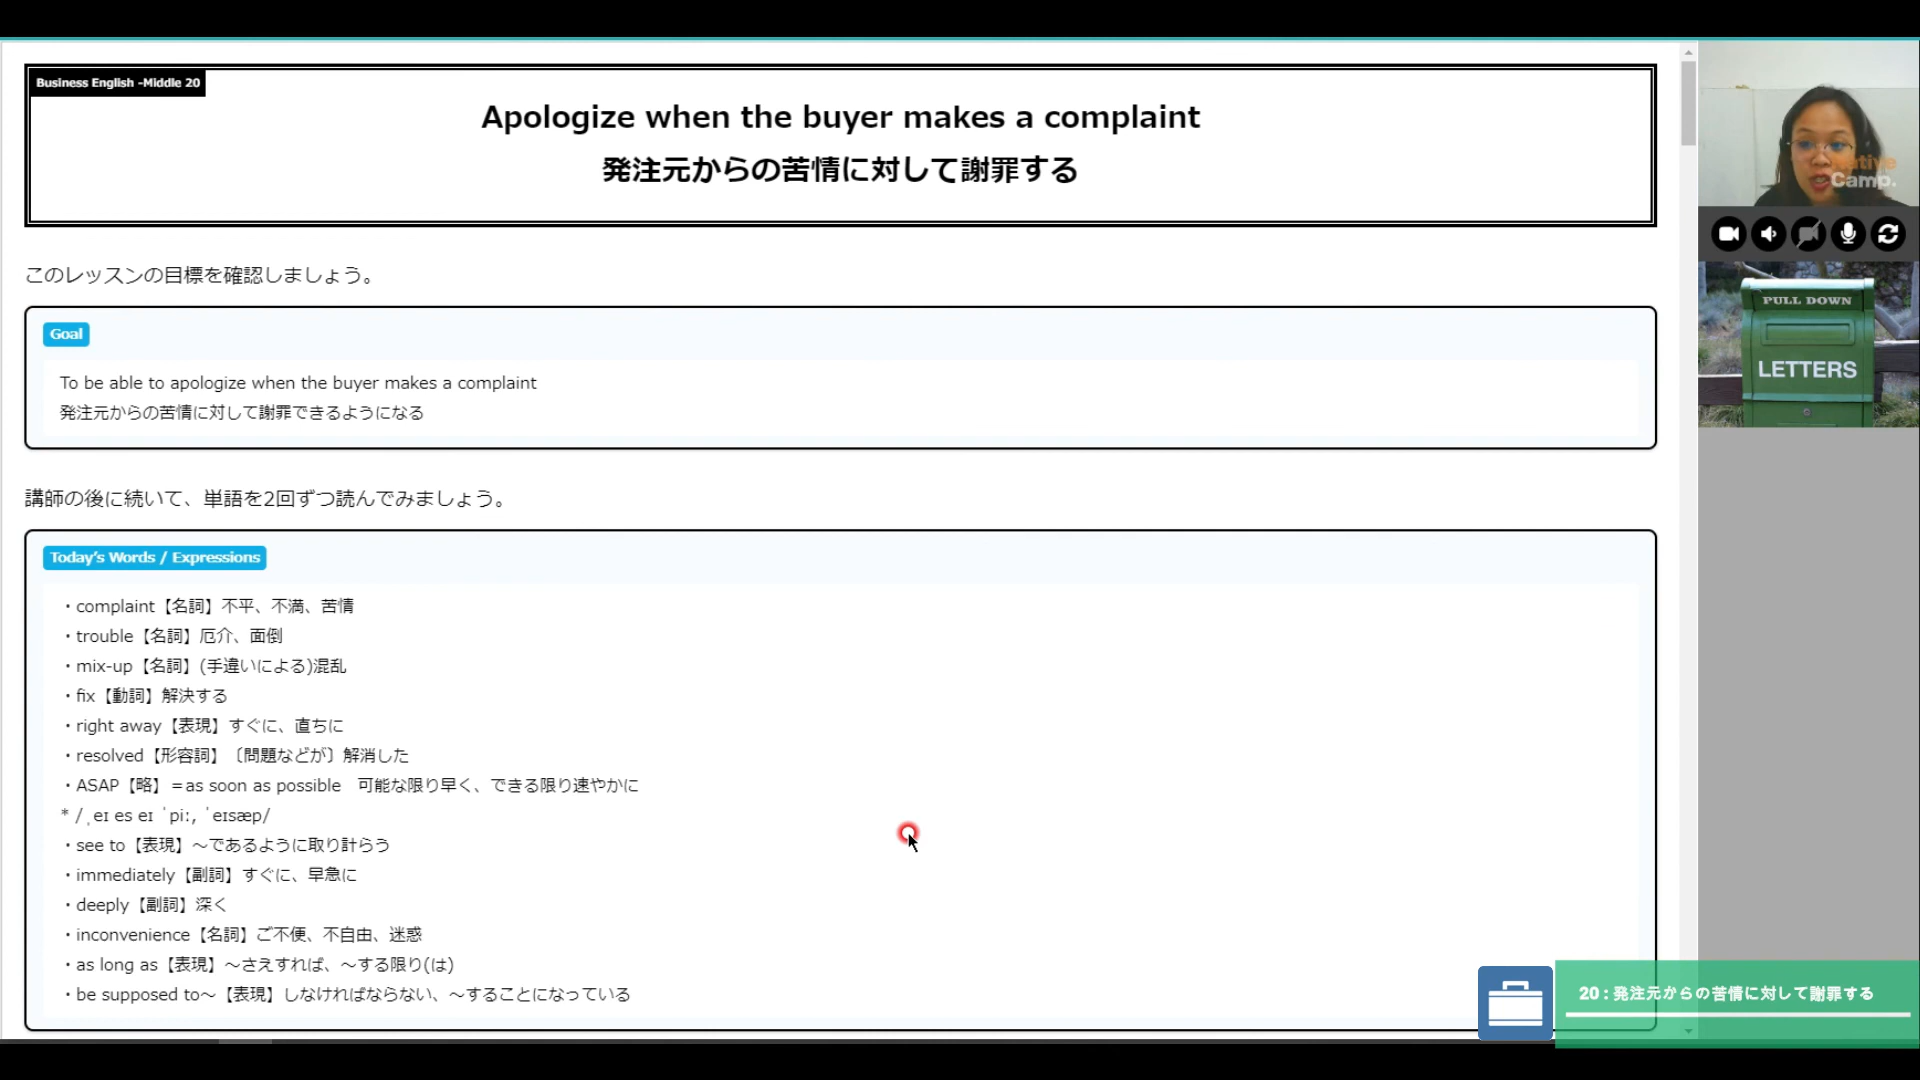 Business English -Middle 20
Apologize when the buyer makes a complaint
発注元からの苦情に対して謝罪する
このレッスンの目標を確認しましょう。
Goal
To be able to apologize when the buyer makes a complaint
発注元からの苦情に対して謝罪できるようになる
講師の後に続いて、単語を2回ずつ読んでみましょう。
Today's Words / Expressions
・complaint【名詞】不平、不満、苦情
・trouble【名詞】厄介、面倒
・mix-up【名詞】(手違いによる)混乱
・fix【動詞】解決する
・right away【表現】すぐに、直ちに
・resolved【形容詞】〔問題などが〕解消した
・ASAP【略】＝as soon as possible　可能な限り早く、できる限り速やかに
* /ˌeɪ es eɪ ˈpiː, ˈeɪsæp/
・see to【表現】～であるように取り計らう
・immediately【副詞】すぐに、早急に
・deeply【副詞】深く
・inconvenience【名詞】ご不便、不自由、迷惑
・as long as【表現】～さえすれば、～する限り(は)
・be supposed to～【表現】しなければならない、～することになっている
Native
Camp.
PULL DOWN
LETTERS
20 : 発注元からの苦情に対して謝罪する